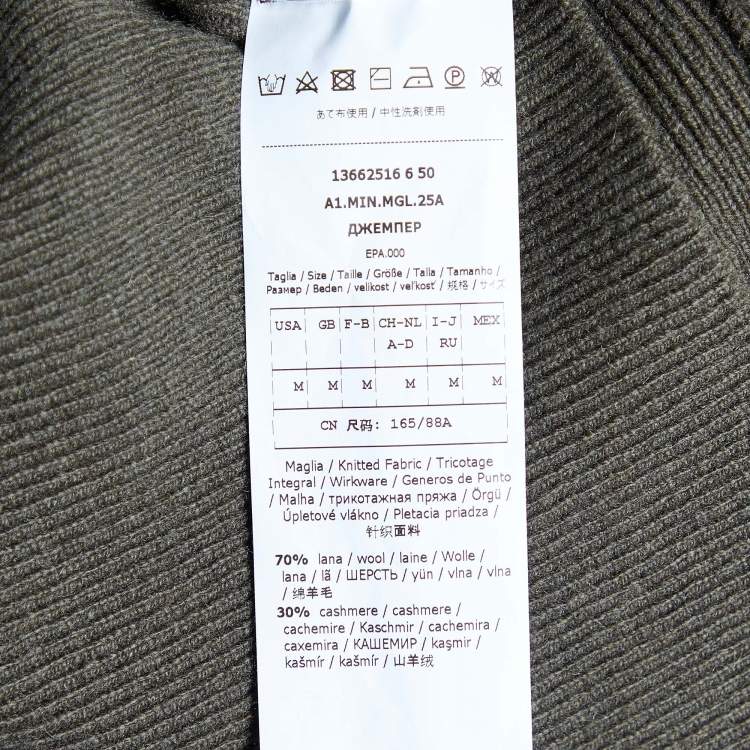 あて布使用 / 中性洗剤使用
13662516 6 50
A1.MIN.MGL.25A
ДЖЕМПЕР
EPA.000
Taglia / Size / Taille / Größe / Talla / Tamanho /
Размер / Beden / velikost / veľkosť / 规格 / サイズ
USA GB F-B CH-NL I-J MEX
A-D RU
M M M M M M
CN 尺码: 165/88A
Maglia / Knitted Fabric / Tricotage
Integral / Wirkware / Generos de Punto
/ Malha / трикотажная пряжа / Örgü /
Úpletové vlákno / Pletacia priadza /
针织面料
70% lana / wool / laine / Wolle /
lana / lã / ШЕРСТЬ / yün / vlna / vlna
/ 绵羊毛
30% cashmere / cashmere /
cachemire / Kaschmir / cachemira /
caxemira / КАШЕМИР / kaşmir /
kašmír / kašmír / 山羊绒